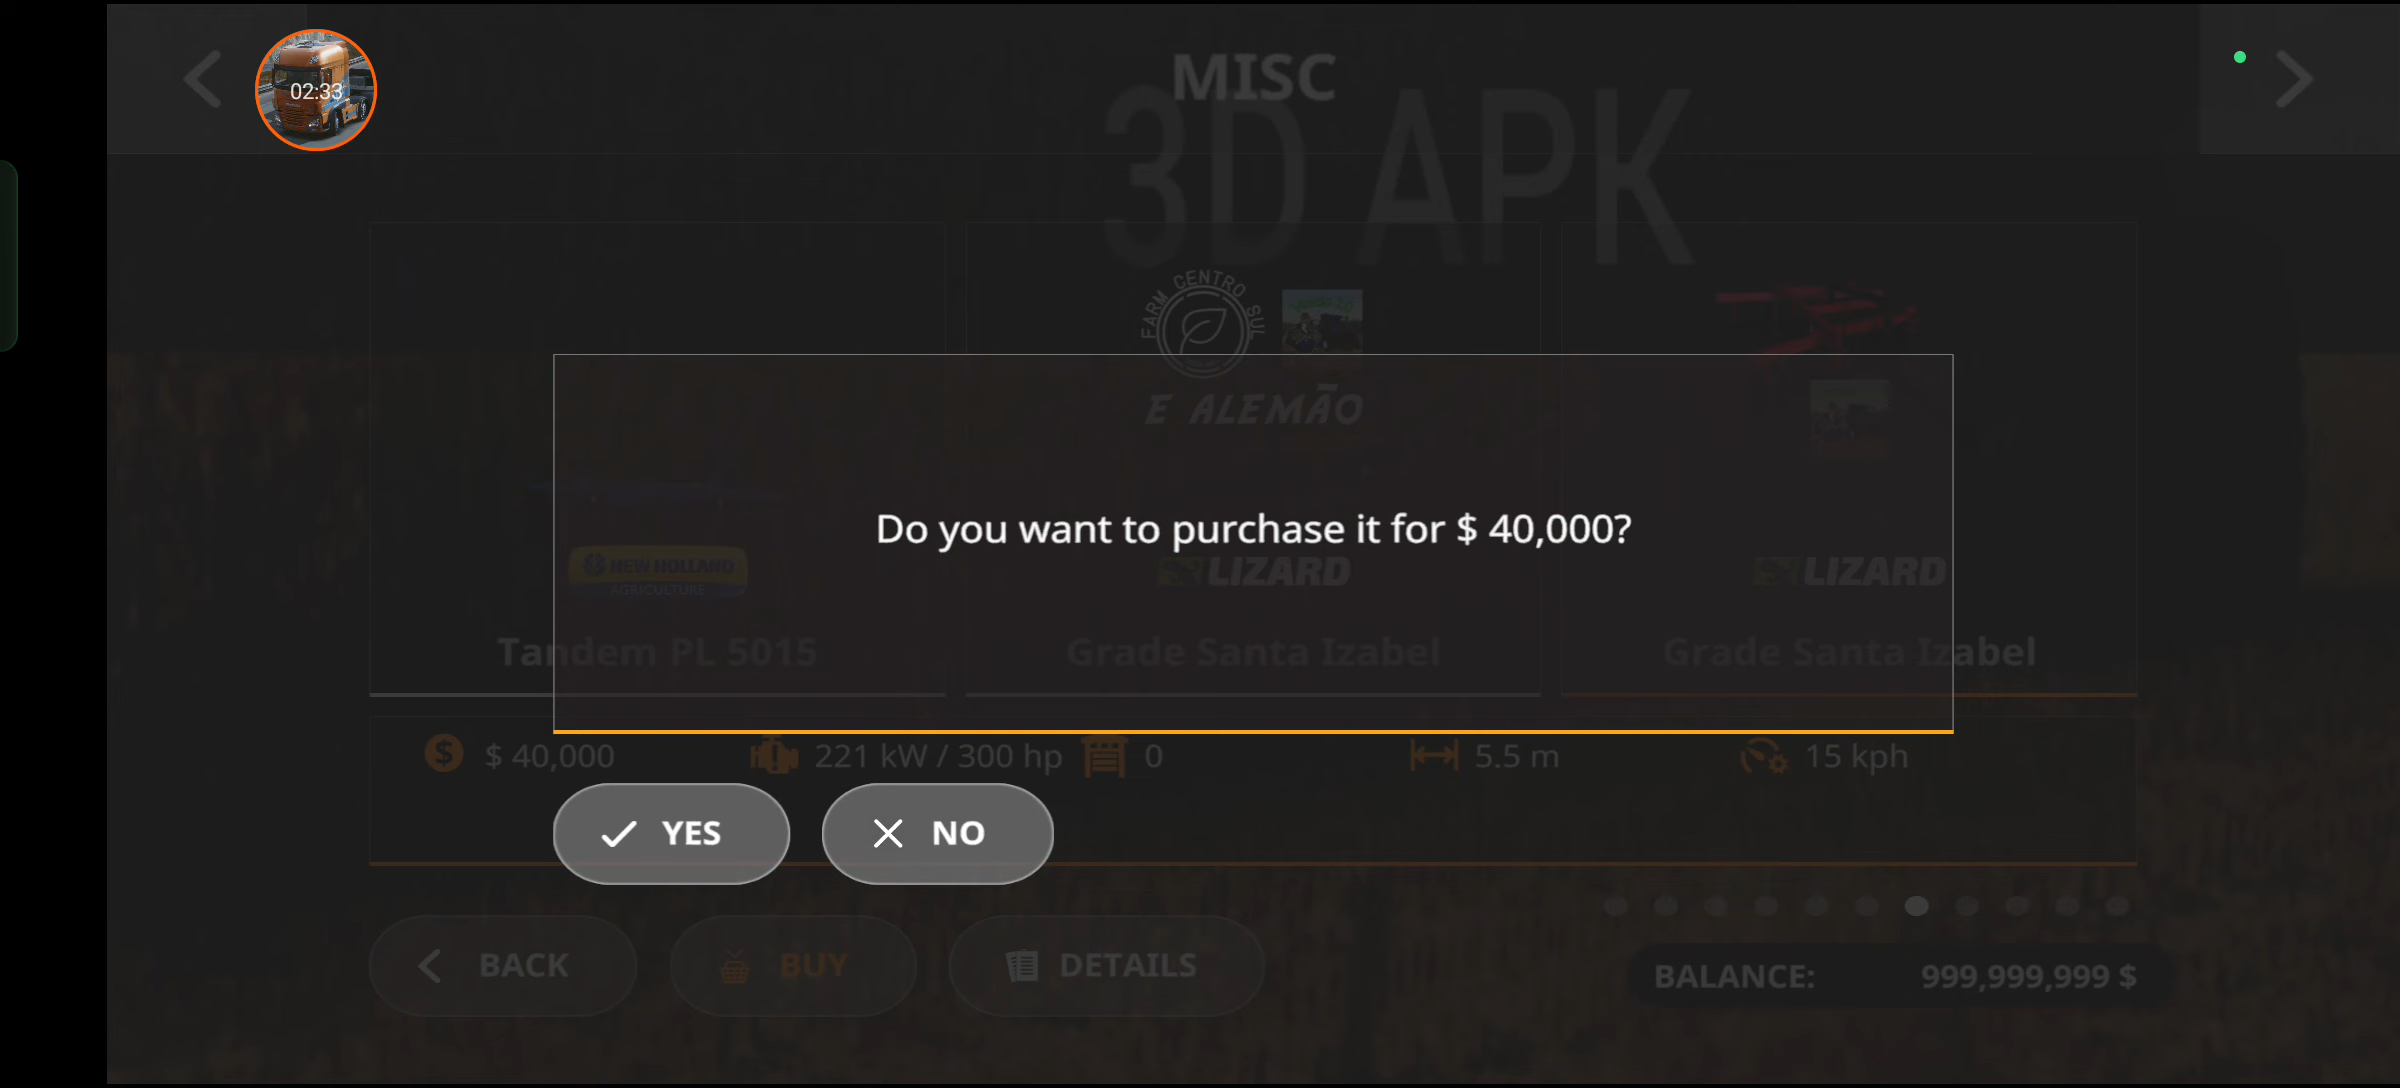 02:33
MISC
3D APK
FARM CENTRO SUL
E ALEMÃO
Do you want to purchase it for $ 40,000?
NEW HOLLAND
AGRICULTURE
LIZARD
LIZARD
Tandem PL 5015
Grade Santa Izabel
Grade Santa Izabel
$ 40,000
221 kW / 300 hp
0
5.5 m
15 kph
YES
NO
BACK
BUY
DETAILS
BALANCE: 999,999,999 $